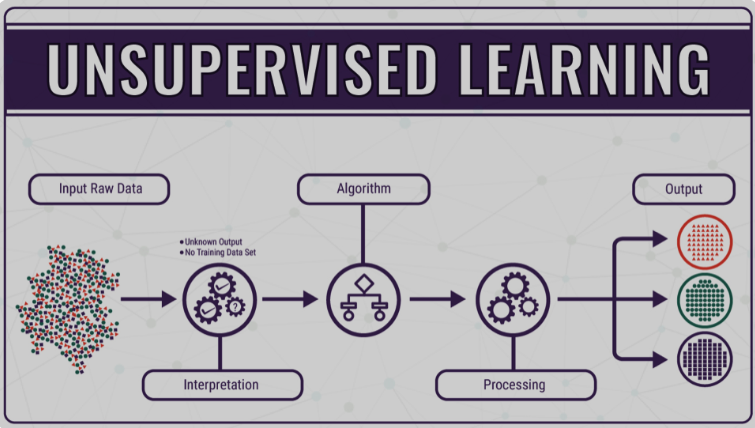 UNSUPERVISED LEARNING
Input Raw Data
Algorithm
Output
• Unknown Output
• No Training Data Set
?
Interpretation
Processing